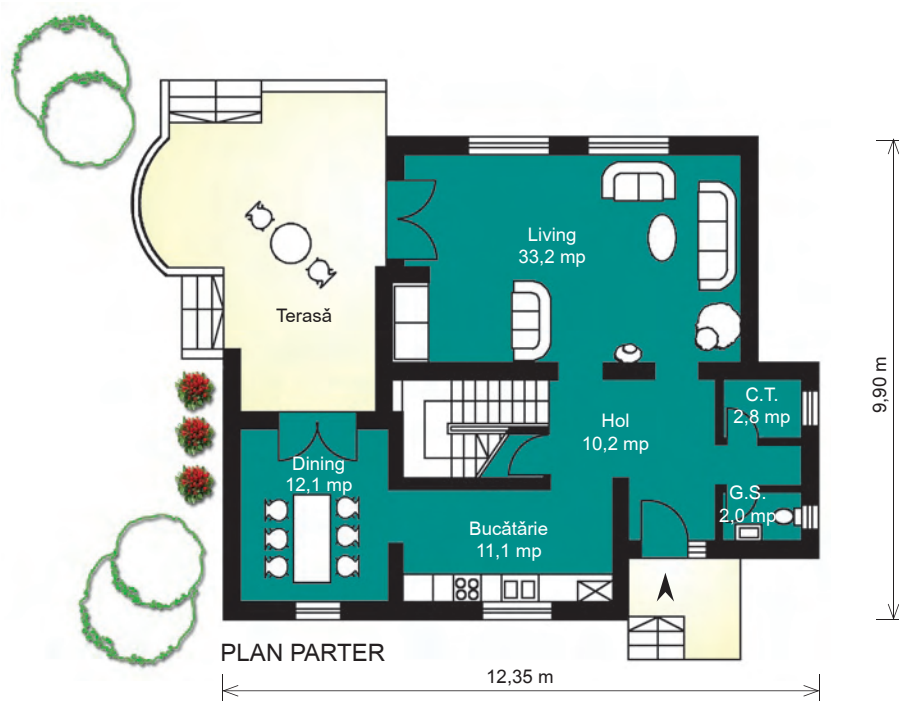 Living
33,2 mp
Terasă
9,90 m
C.T.
2,8 mp
Hol
10,2 mp
Dining
12,1 mp
G.S.
2,0 mp
Bucătărie
11,1 mp
PLAN PARTER
12,35 m